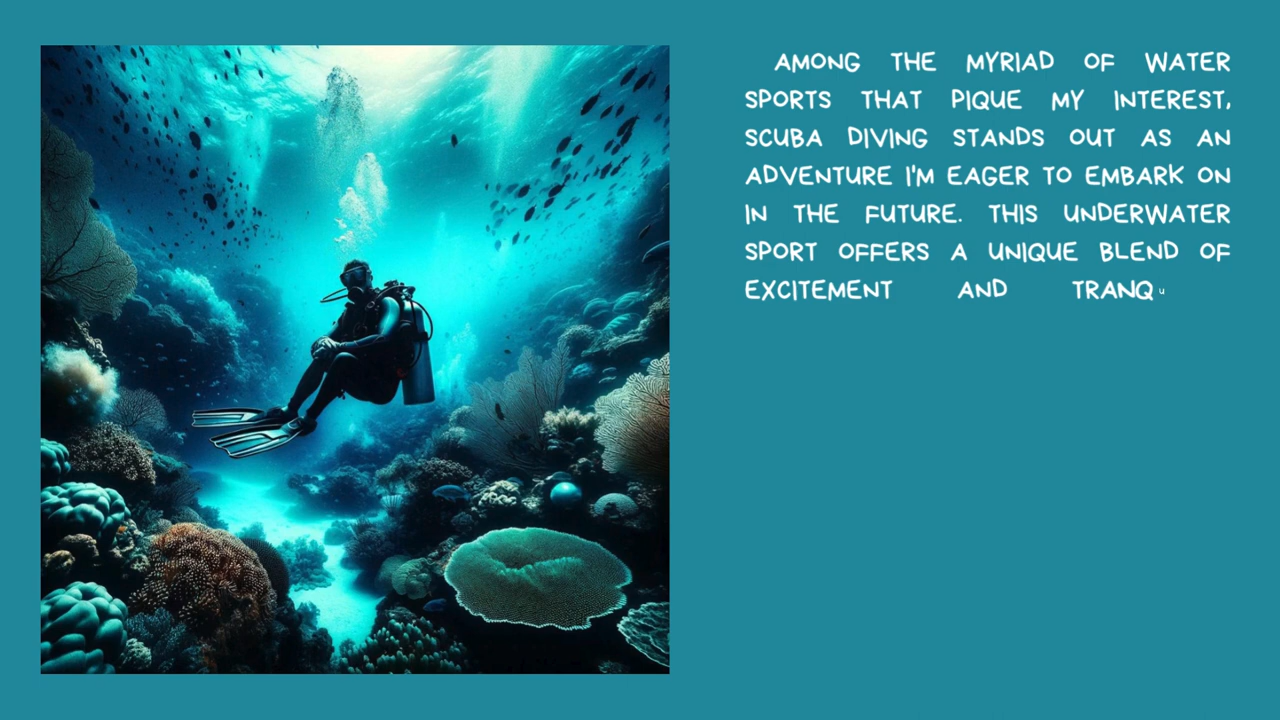 AMONG THE MYRIAD OF WATER
SPORTS THAT PIQUE MY INTEREST,
SCUBA DIVING STANDS OUT AS AN
ADVENTURE I'M EAGER TO EMBARK ON
IN THE FUTURE. THIS UNDERWATER
SPORT OFFERS A UNIQUE BLEND OF
EXCITEMENT AND TRANQU